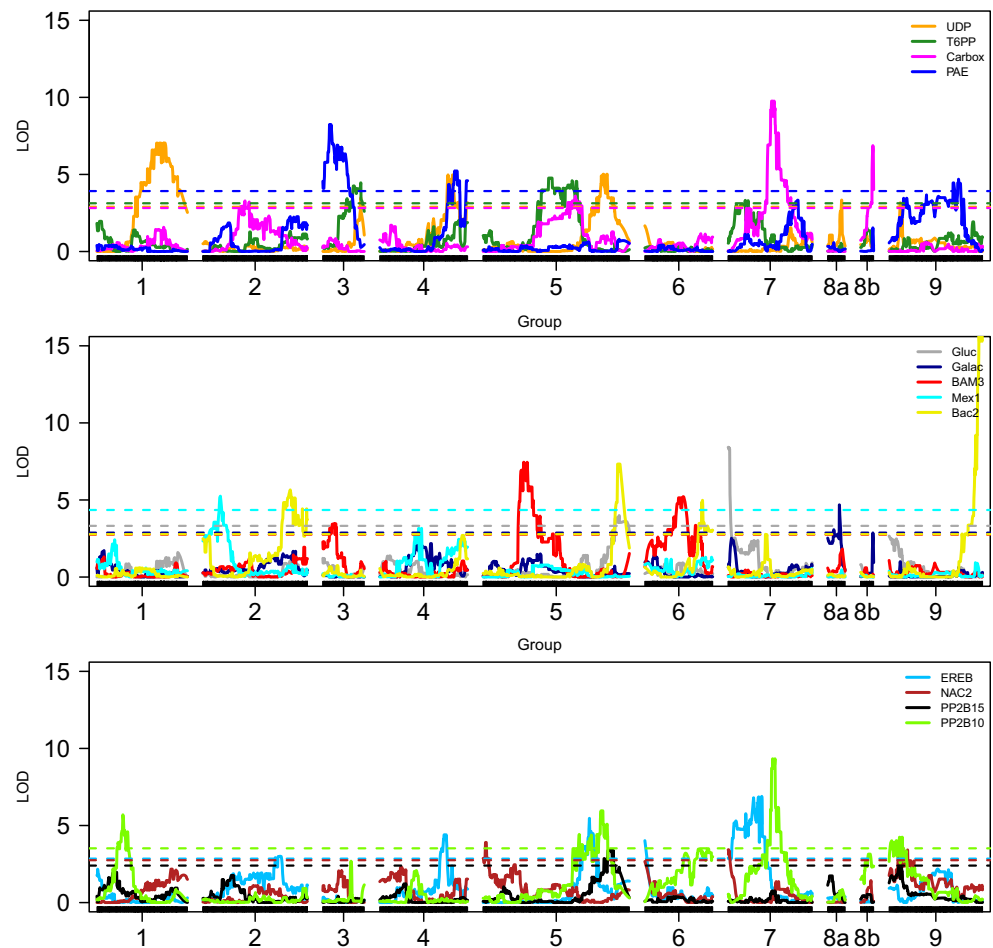 15
10
5
0
LOD
UDP
T6PP
Carbox
PAE
1 2 3 4 5 6 7 8a 8b 9
Group
15
10
5
0
LOD
Gluc
Galac
BAM3
Mex1
Bac2
1 2 3 4 5 6 7 8a 8b 9
Group
15
10
5
0
LOD
EREB
NAC2
PP2B15
PP2B10
1 2 3 4 5 6 7 8a 8b 9